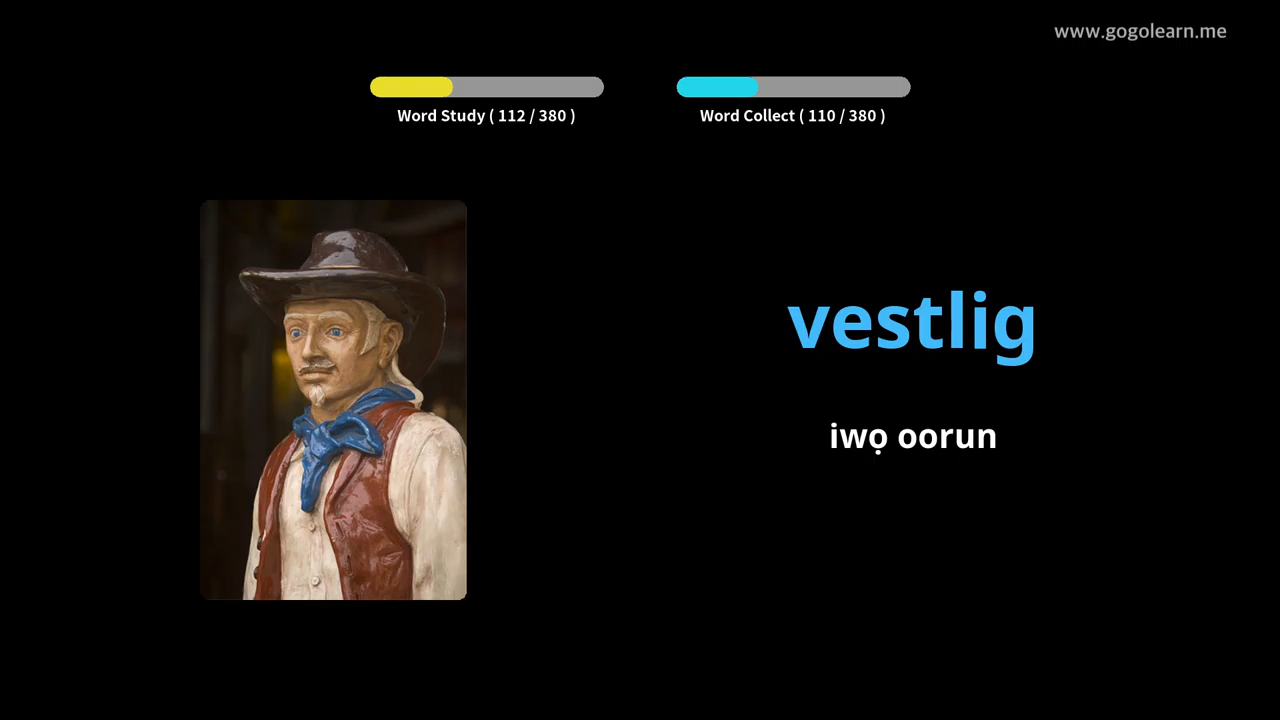 www.gogolearn.me
Word Study ( 112 / 380 )
Word Collect ( 110 / 380 )
vestlig
iwọ oorun